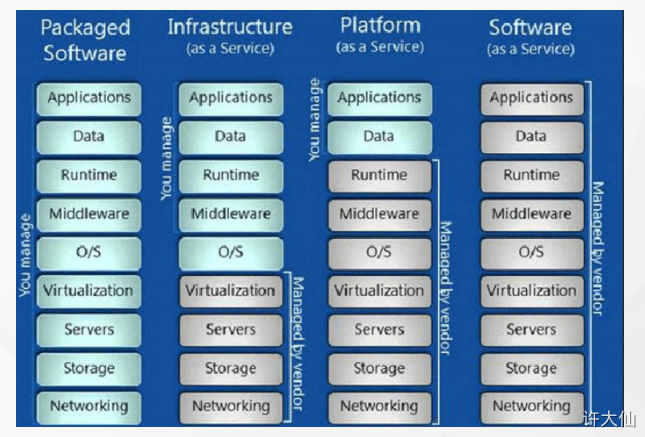 Packaged
Software
Infrastructure
(as a Service)
Platform
(as a Service)
Software
(as a Service)
You manage
Applications
Data
Runtime
Middleware
O/S
Virtualization
Servers
Storage
Networking
You manage
Applications
Data
Runtime
Middleware
O/S
Virtualization
Servers
Storage
Networking
Managed by vendor
You manage
Applications
Data
Runtime
Middleware
O/S
Virtualization
Servers
Storage
Networking
Managed by vendor
Applications
Data
Runtime
Middleware
O/S
Virtualization
Servers
Storage
Networking
Managed by vendor
许大仙